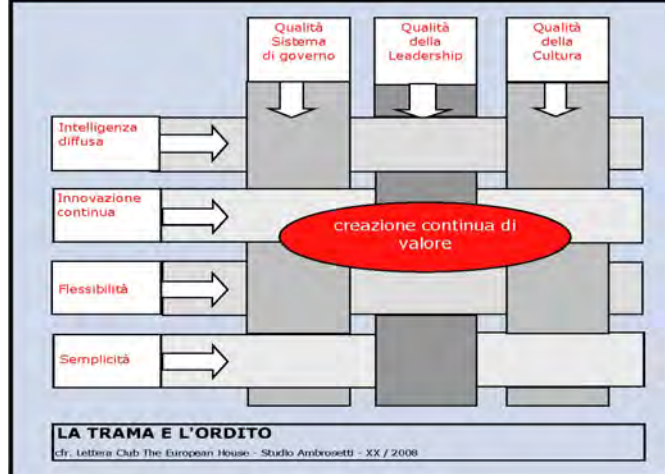 Qualità
Sistema
di governo
Qualità
della
Leadership
Qualità
della
Cultura
Intelligenza
diffusa
Innovazione
continua
creazione continua di
valore
Flessibilità
Semplicità
LA TRAMA E L'ORDITO
cfr. Lettera Club The European House - Studio Ambrosetti - XX / 2008